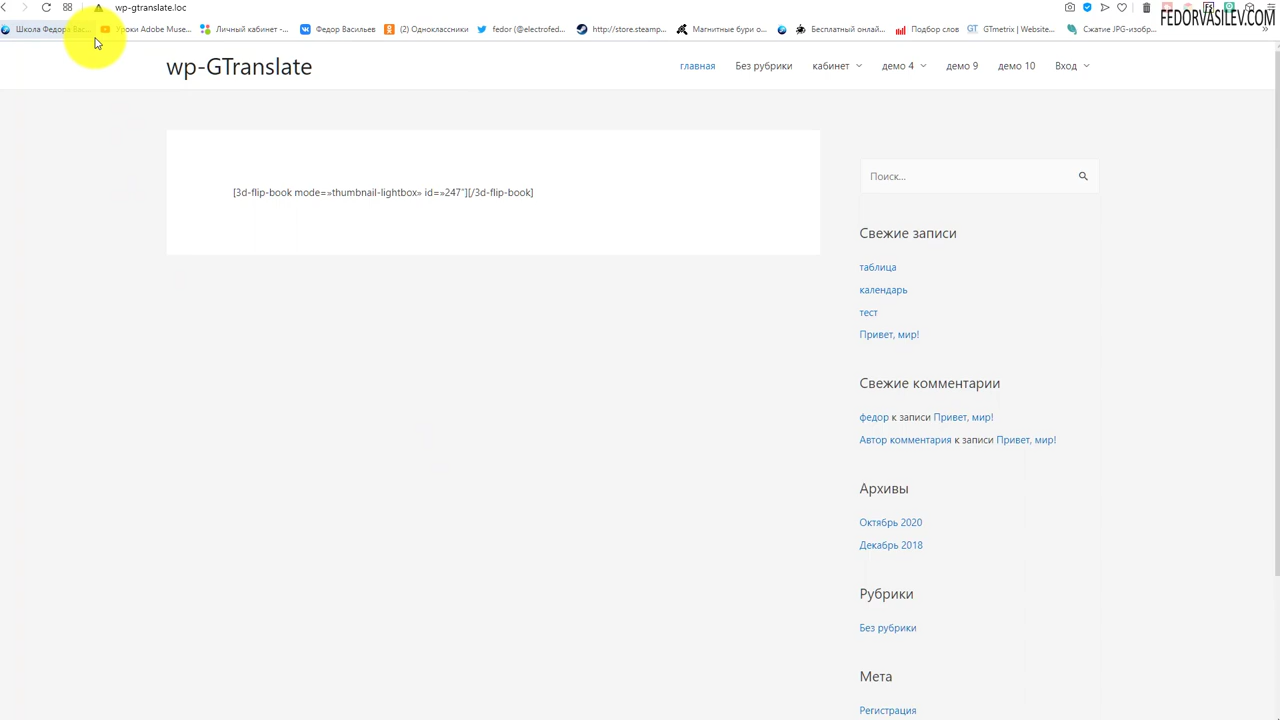 wp-gtranslate.loc
FEDORVASILEV.COM
Школа Федора Вас...
Уроки Adobe Muse...
Личный кабинет -...
Федор Васильев
(2) Одноклассники
fedor (@electrofed...
http://store.steamp...
Магнитные бури о...
Бесплатный онлай...
Подбор слов
GT
GTmetrix | Website...
Сжатие JPG-изобр...
wp-GTranslate
главная
Без рубрики
кабинет
демо 4
демо 9
демо 10
Вход
[3d-flip-book mode=»thumbnail-lightbox» id=»247″][/3d-flip-book]
Поиск...
Свежие записи
таблица
календарь
тест
Привет, мир!
Свежие комментарии
федор к записи Привет, мир!
Автор комментария к записи Привет, мир!
Архивы
Октябрь 2020
Декабрь 2018
Рубрики
Без рубрики
Мета
Регистрация